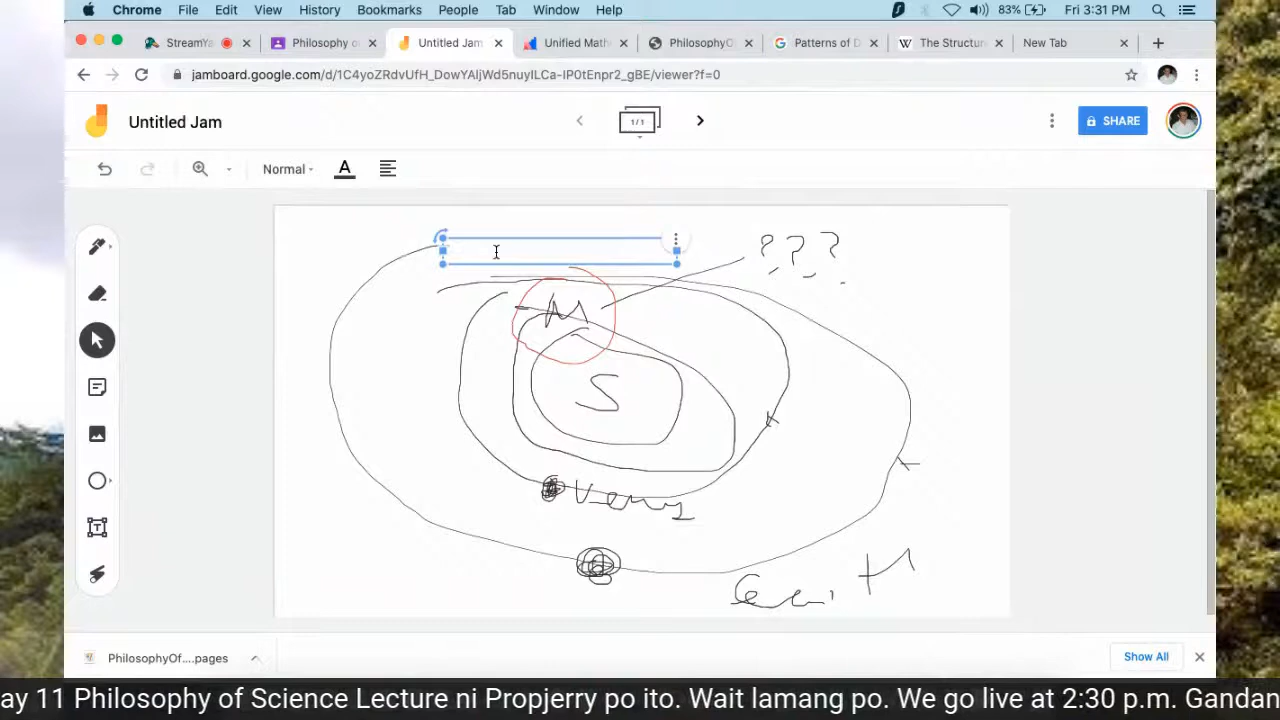 Chrome File Edit View History Bookmarks People Tab Window Help 83% Fri 3:31 PM
StreamYa Philosophy o Untitled Jam Unified Math PhilosophyO Patterns of D The Structur New Tab
jamboard.google.com/d/1C4yoZRdvUfH_DowYAljWd5nuyILCa-IP0tEnpr2_gBE/viewer?f=0
Untitled Jam 1/1 SHARE
Normal A
???
M
S
Venus
PhilosophyOf....pages Show All
ay 11 Philosophy of Science Lecture ni Propjerry po ito. Wait lamang po. We go live at 2:30 p.m. Gandan